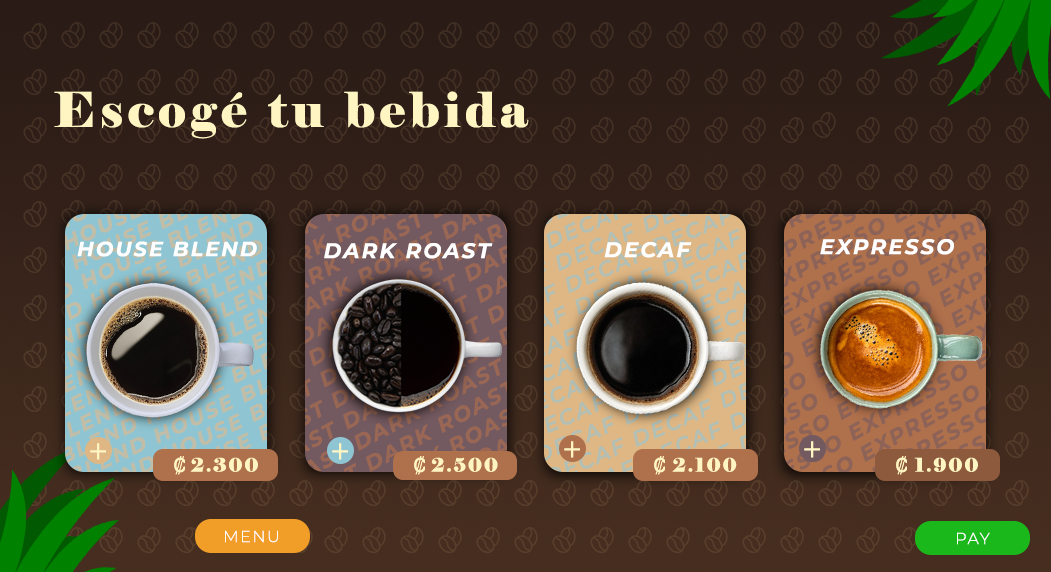 Escogé tu bebida
HOUSE BLEND
DARK ROAST
DECAF
EXPRESSO
₡2.300
₡2.500
₡2.100
₡1.900
MENU
PAY